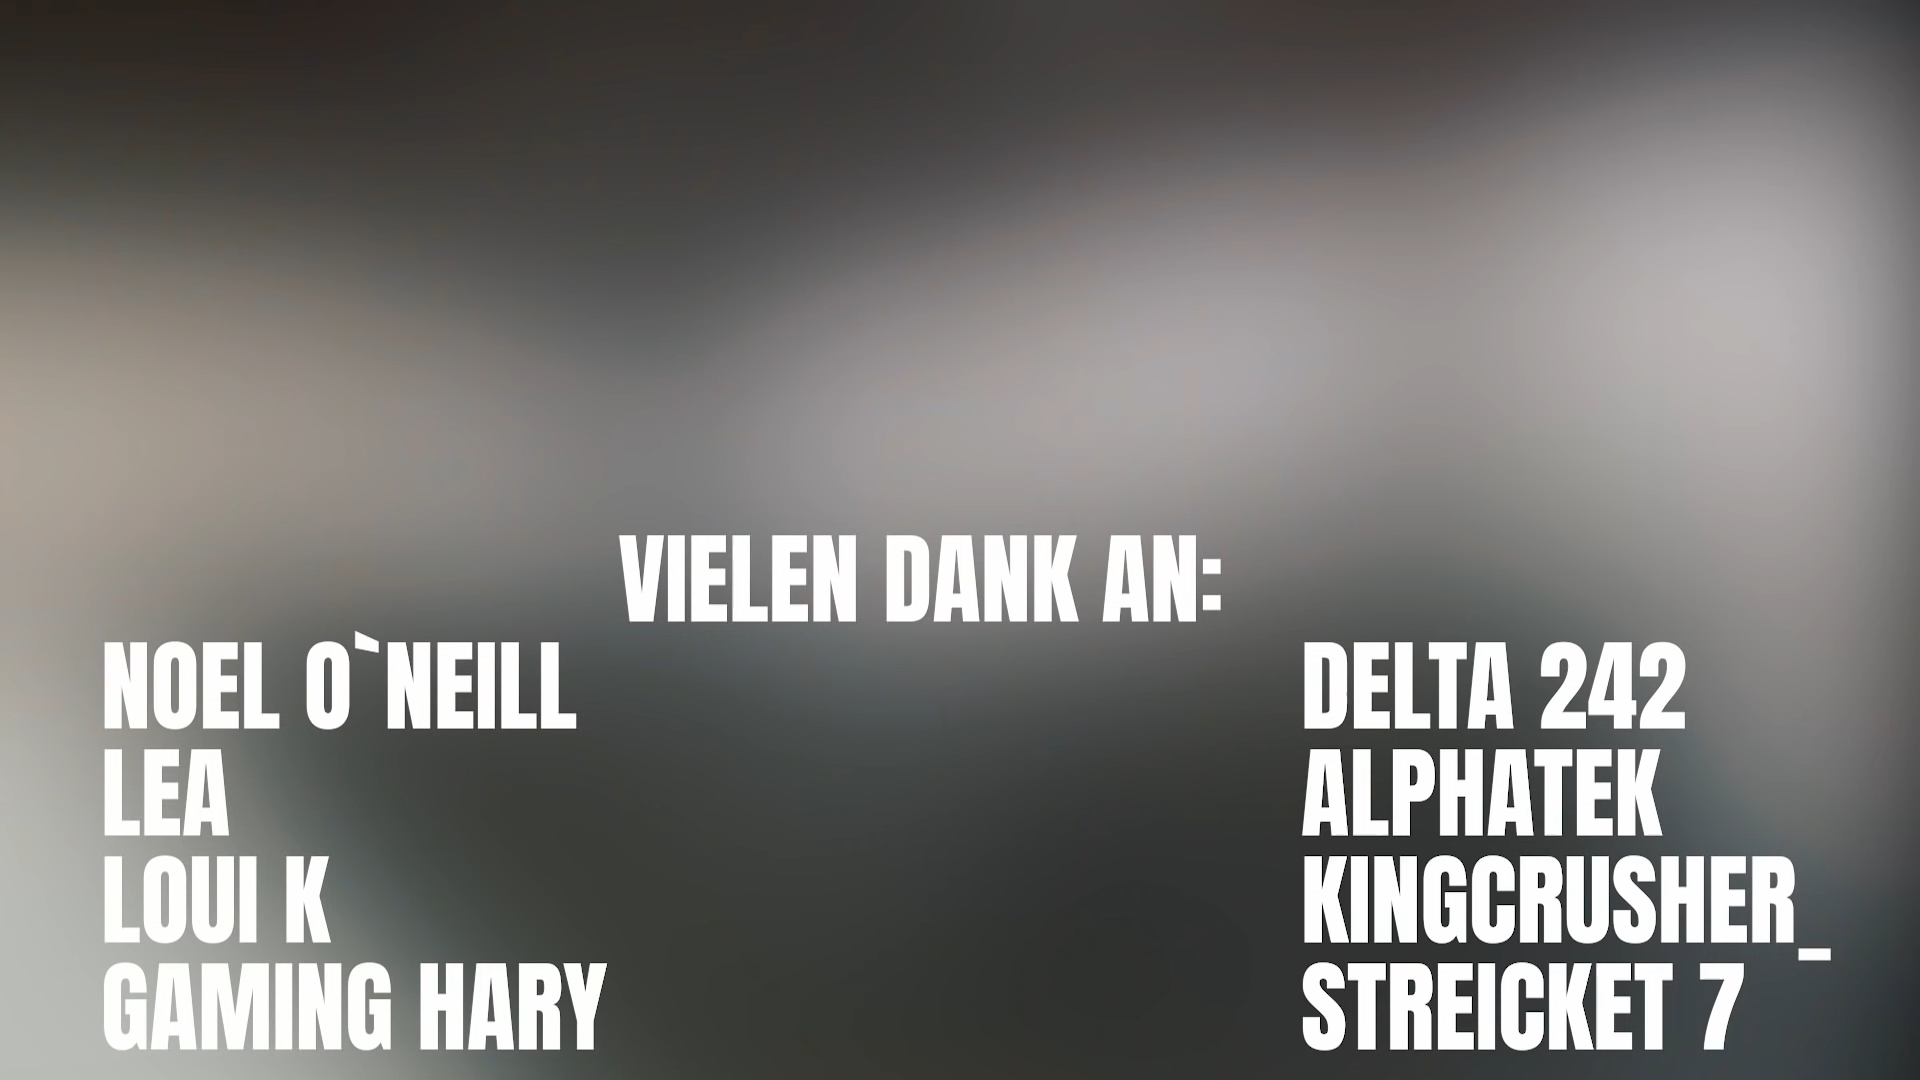 VIELEN DANK AN:
NOEL O`NEILL
LEA
LOUI K
GAMING HARY
DELTA 242
ALPHATEK
KINGCRUSHER_
STREICKET 7